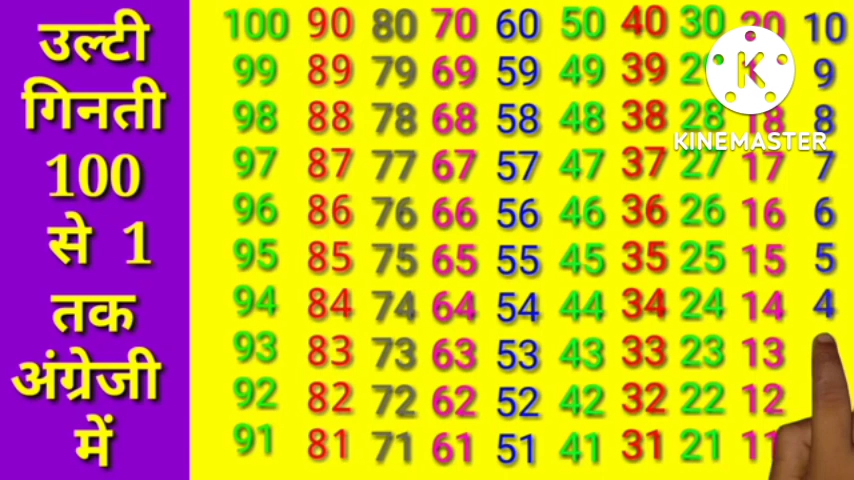 उल्टी
गिनती
100
से 1
तक
अंग्रेजी
में
100 90 80 70 60 50 40 30 20 10
99 89 79 69 59 49 39 9
98 88 78 68 58 48 38 28 18 8
97 87 77 67 57 47 37 27 17 7
96 86 76 66 56 46 36 26 16 6
95 85 75 65 55 45 35 25 15 5
94 84 74 64 54 44 34 24 14 4
93 83 73 63 53 43 33 23 13
92 82 72 62 52 42 32 22 12
91 81 71 61 51 41 31 21 11
K
KINEMASTER